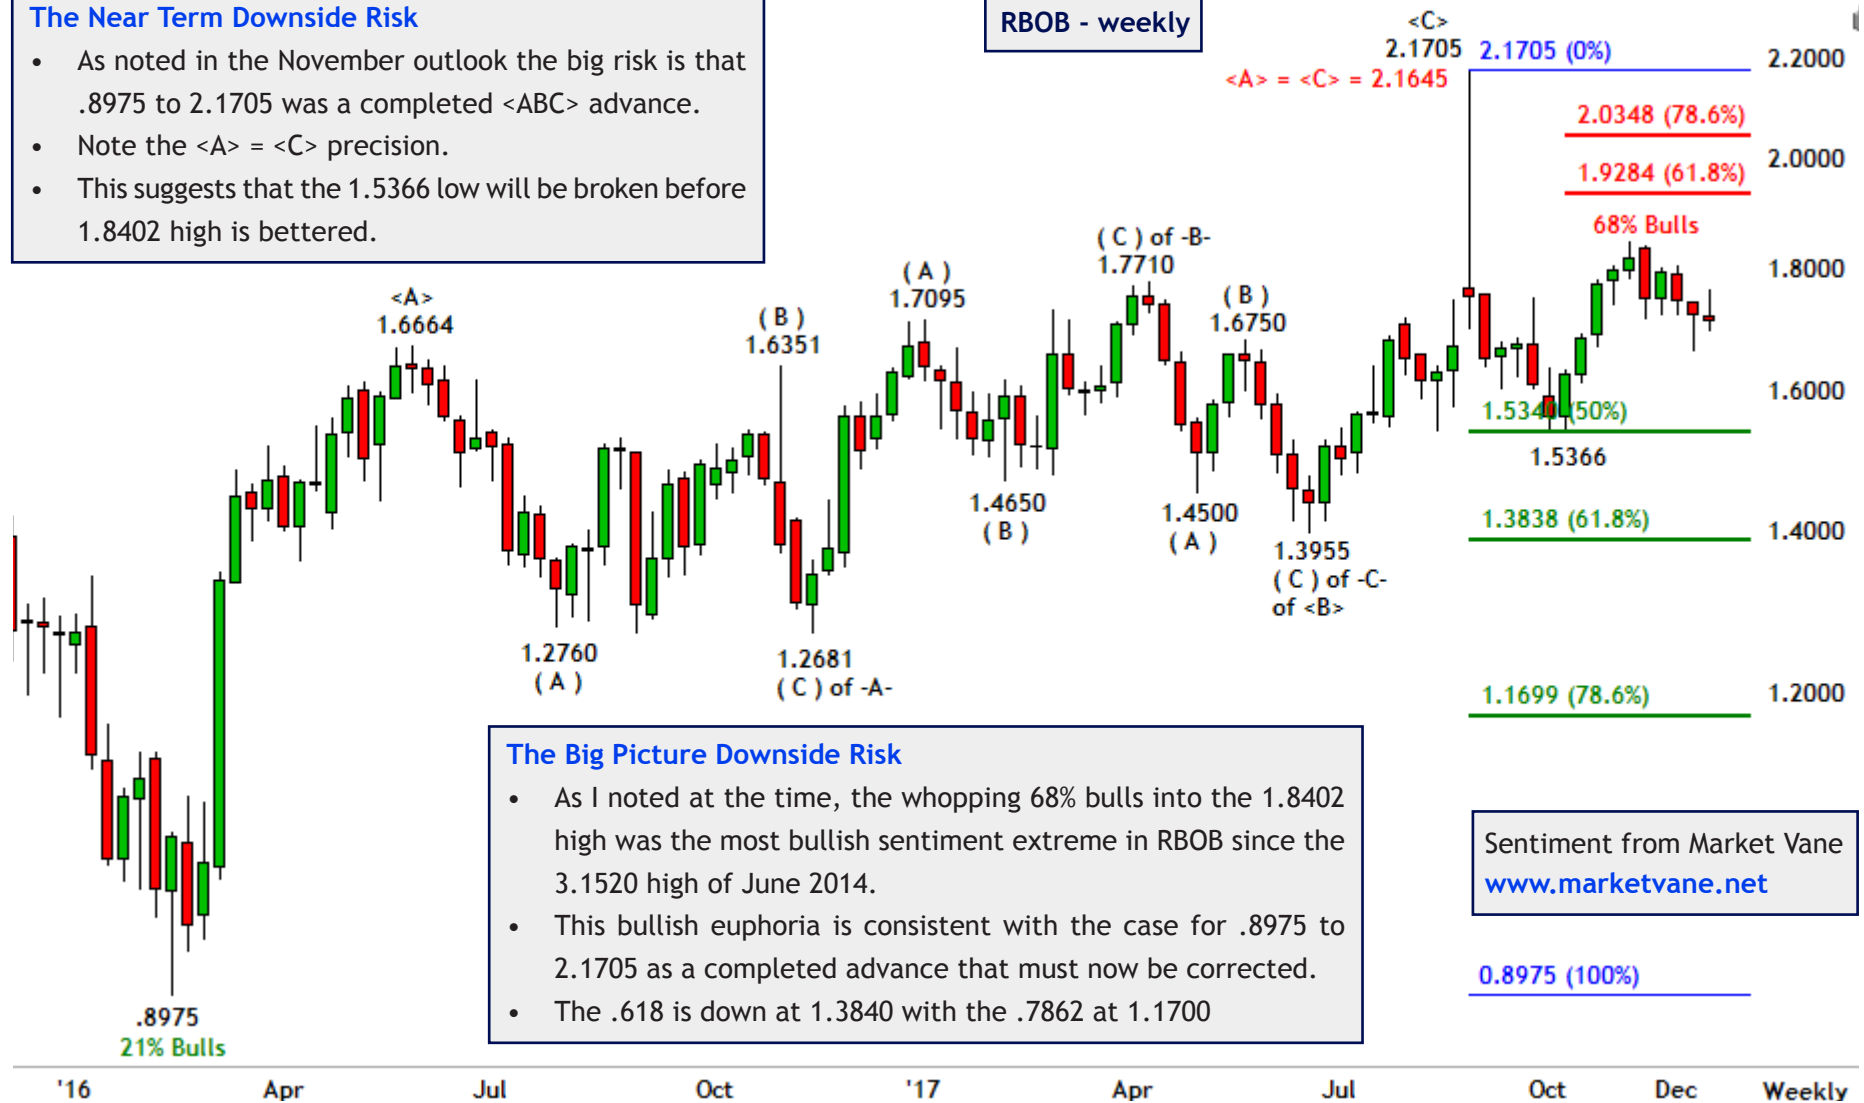 The Near Term Downside Risk
• As noted in the November outlook the big risk is that
.8975 to 2.1705 was a completed <ABC> advance.
• Note the <A> = <C> precision.
• This suggests that the 1.5366 low will be broken before
1.8402 high is bettered.
RBOB - weekly
<C>
2.1705
2.1705 (0%)
<A> = <C> = 2.1645
2.0348 (78.6%)
1.9284 (61.8%)
68% Bulls
2.2000
2.0000
1.8000
1.6000
1.4000
1.2000
<A>
1.6664
( B )
1.6351
( A )
1.7095
( C ) of -B-
1.7710
( B )
1.6750
1.5340 (50%)
1.5366
1.4650
( B )
1.4500
( A )
1.3955
( C ) of -C-
of <B>
1.3838 (61.8%)
1.2760
( A )
1.2681
( C ) of -A-
1.1699 (78.6%)
The Big Picture Downside Risk
• As I noted at the time, the whopping 68% bulls into the 1.8402
high was the most bullish sentiment extreme in RBOB since the
3.1520 high of June 2014.
• This bullish euphoria is consistent with the case for .8975 to
2.1705 as a completed advance that must now be corrected.
• The .618 is down at 1.3840 with the .7862 at 1.1700
Sentiment from Market Vane
www.marketvane.net
0.8975 (100%)
.8975
21% Bulls
'16 Apr Jul Oct '17 Apr Jul Oct Dec Weekly